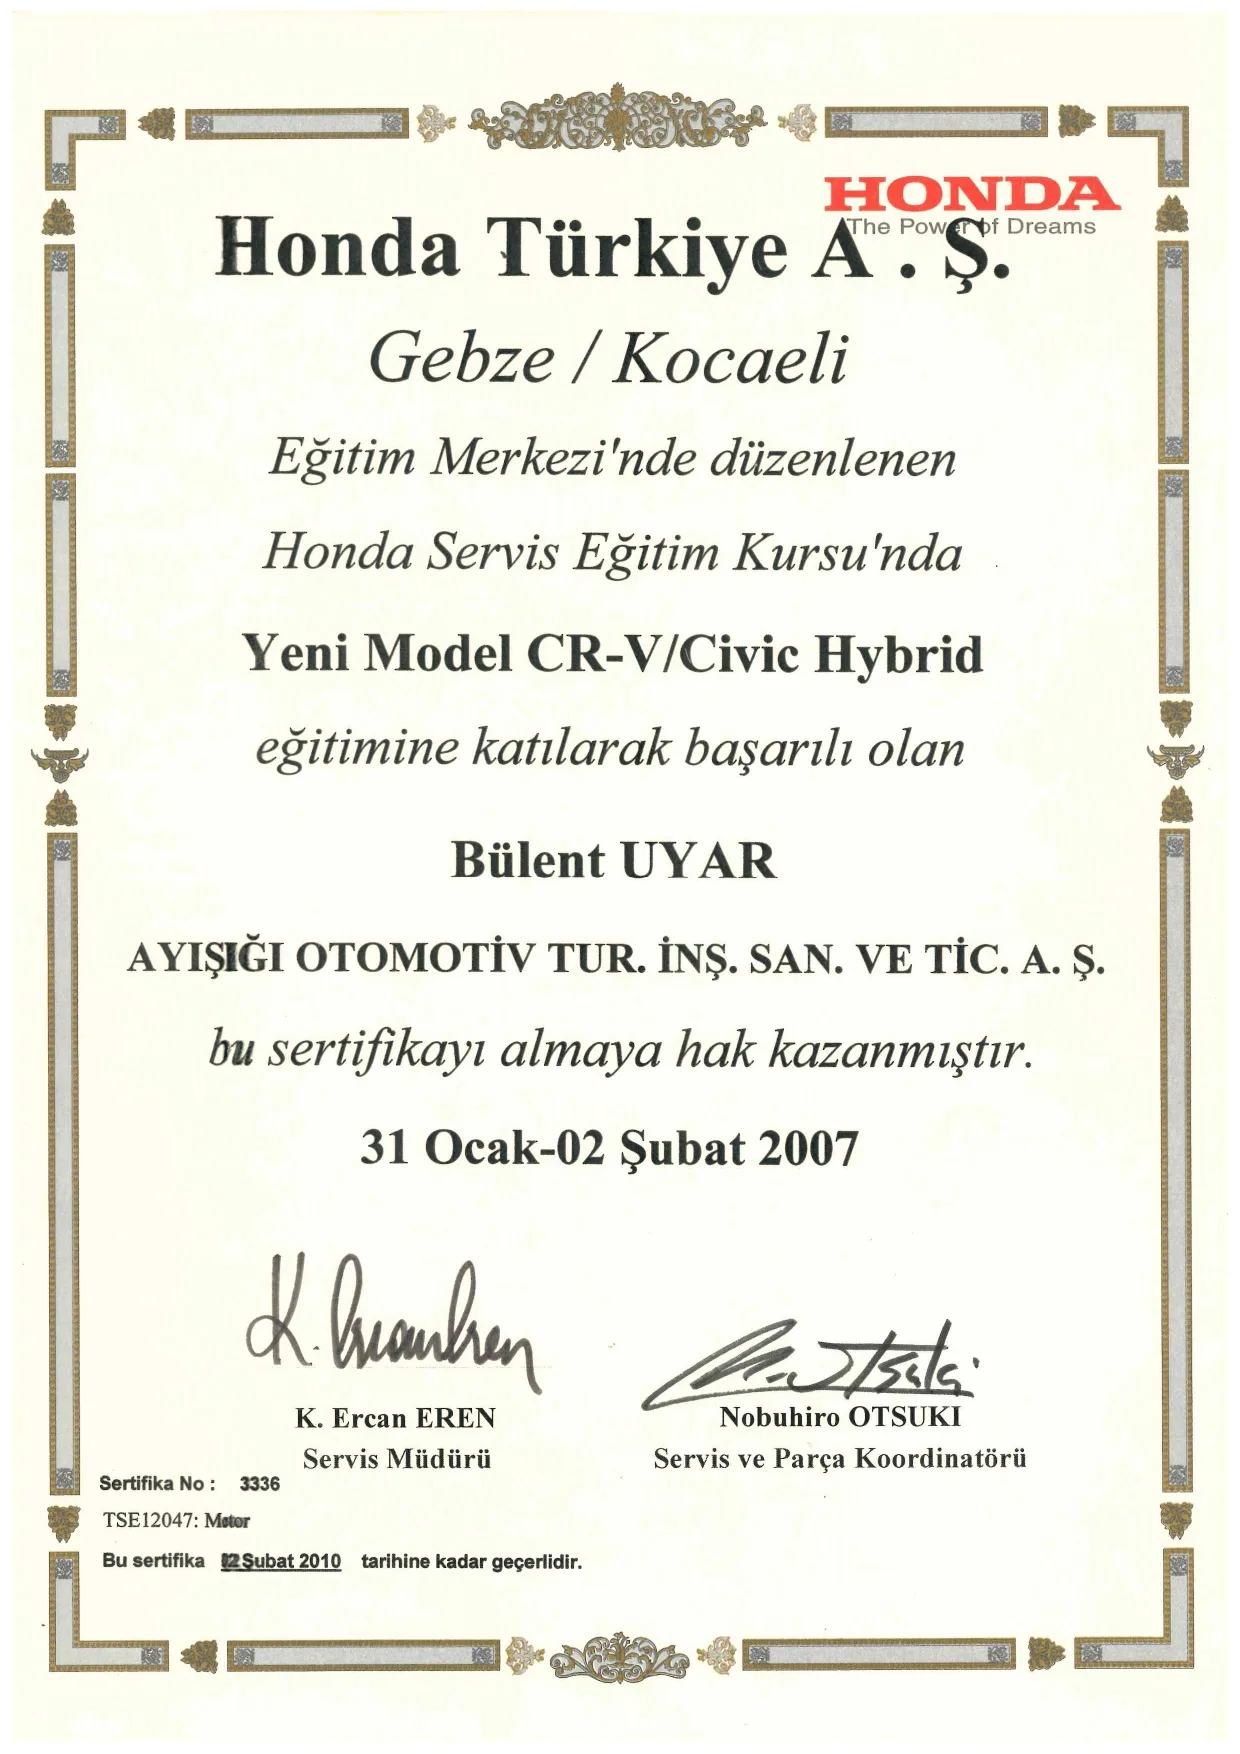 HONDA
The Power of Dreams
Honda Türkiye A . Ş.
Gebze / Kocaeli
Eğitim Merkezi'nde düzenlenen
Honda Servis Eğitim Kursu'nda
Yeni Model CR-V/Civic Hybrid
eğitimine katılarak başarılı olan
Bülent UYAR
AYIŞIĞI OTOMOTİV TUR. İNŞ. SAN. VE TİC. A. Ş.
bu sertifikayı almaya hak kazanmıştır.
31 Ocak-02 Şubat 2007
K. Ercan EREN
Servis Müdürü
Nobuhiro OTSUKI
Servis ve Parça Koordinatörü
Sertifika No : 3336
TSE12047: Motor
Bu sertifika 02 Şubat 2010 tarihine kadar geçerlidir.